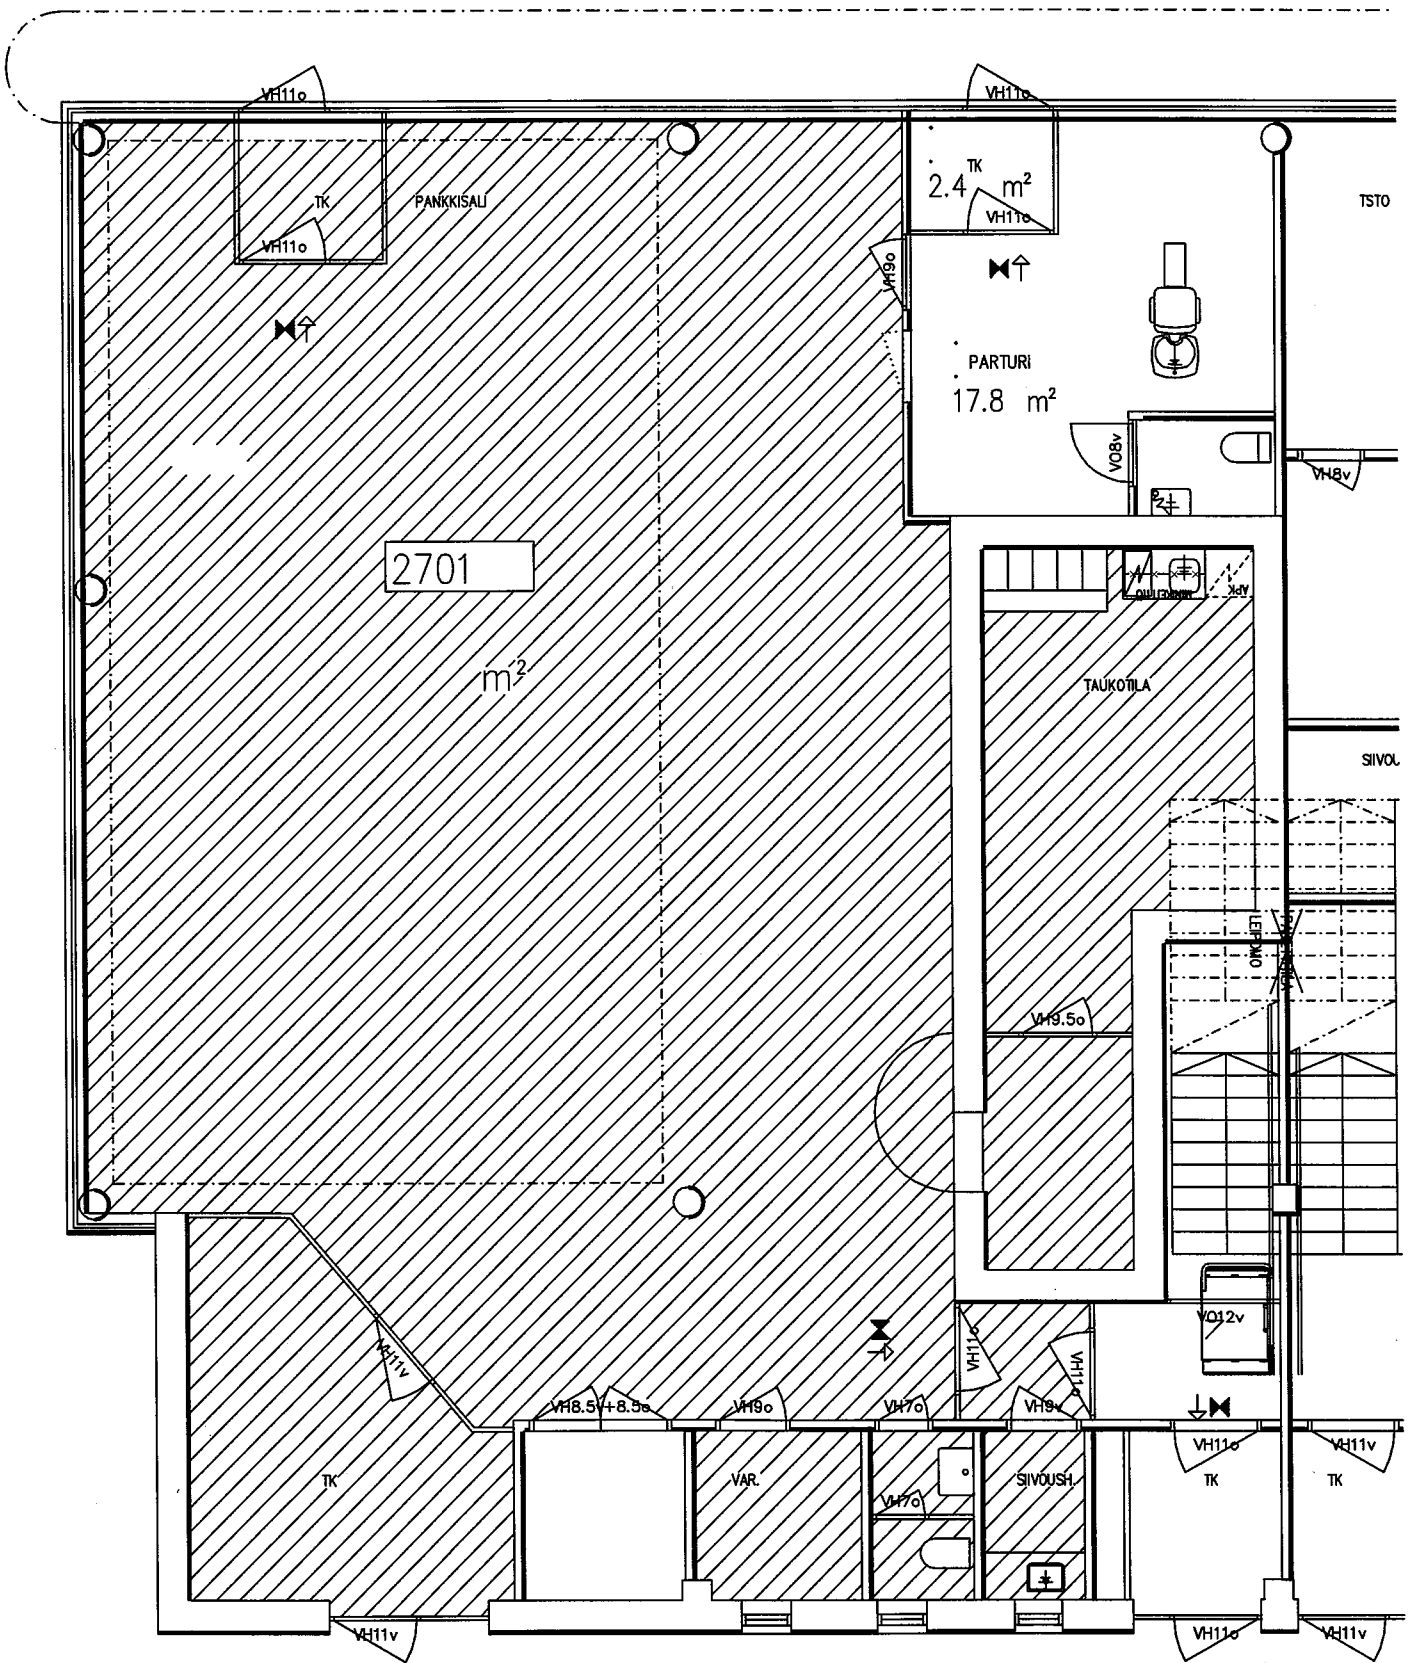 VH11o
VH11o
TK
2.4 m²
TK
PANKKISALI
TSTO
VH11o
VH11o
VH9o
PARTURI
17.8 m²
VO8v
VH8v
2701
APK
m²
TAUKOTILA
SIIVOU
LEIPOMO
VH9.5o
VO12v
VH11o
VH11v
VH11o
VH8.5v+8.5o
VH9o
VH7o
VH9v
VH11o
VH11v
TK
VAR.
SIIVOUSH.
TK
TK
VH7o
VH11v
VH11o
VH11v